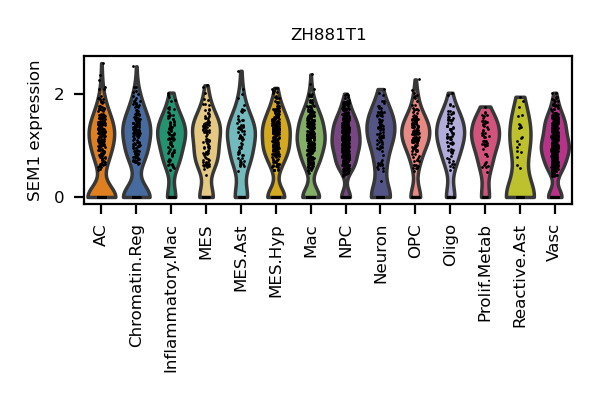 ZH881T1
SEM1 expression
2
0
AC
Chromatin.Reg
Inflammatory.Mac
MES
MES.Ast
MES.Hyp
Mac
NPC
Neuron
OPC
Oligo
Prolif.Metab
Reactive.Ast
Vasc